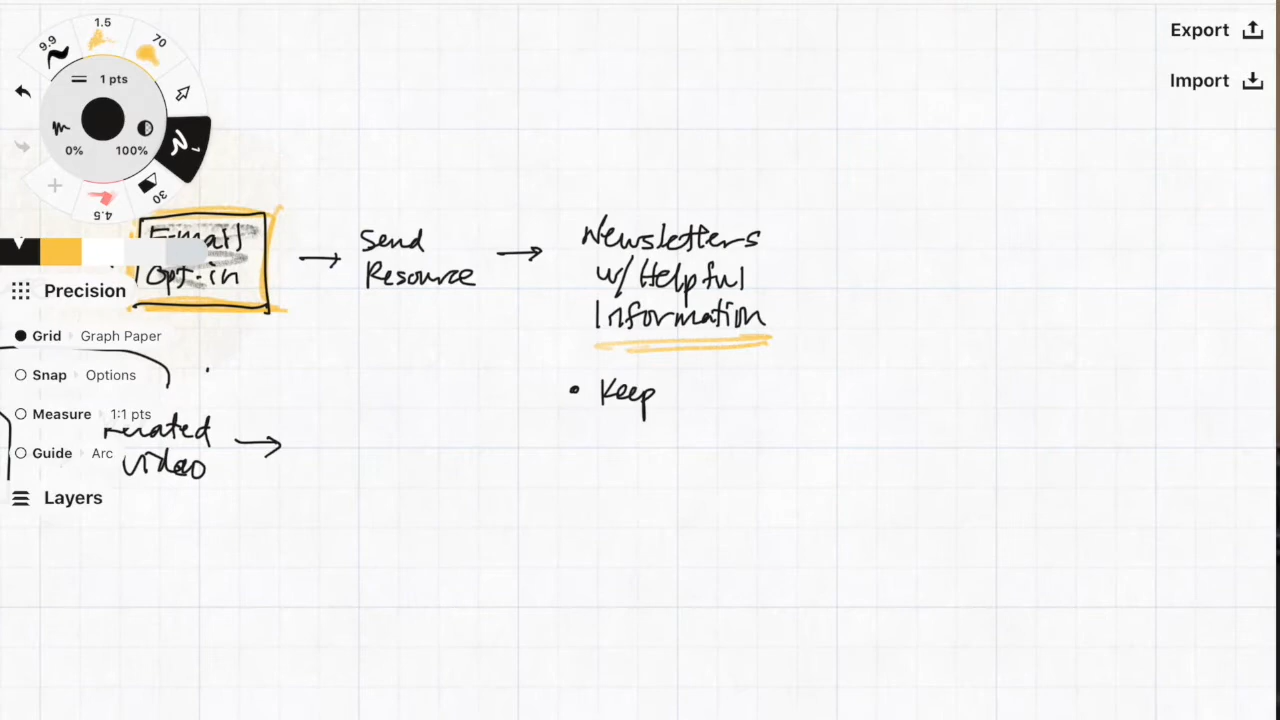 Export
Import
1.5
9.9
70
1 pts
0%
100%
1
30
4.5
Email
Opt-in
Send
Resource
Newsletters
w/ Helpful
Information
Precision
Grid Graph Paper
Snap Options
Measure 1:1 pts
Guide Arc
Layers
• Keep
video